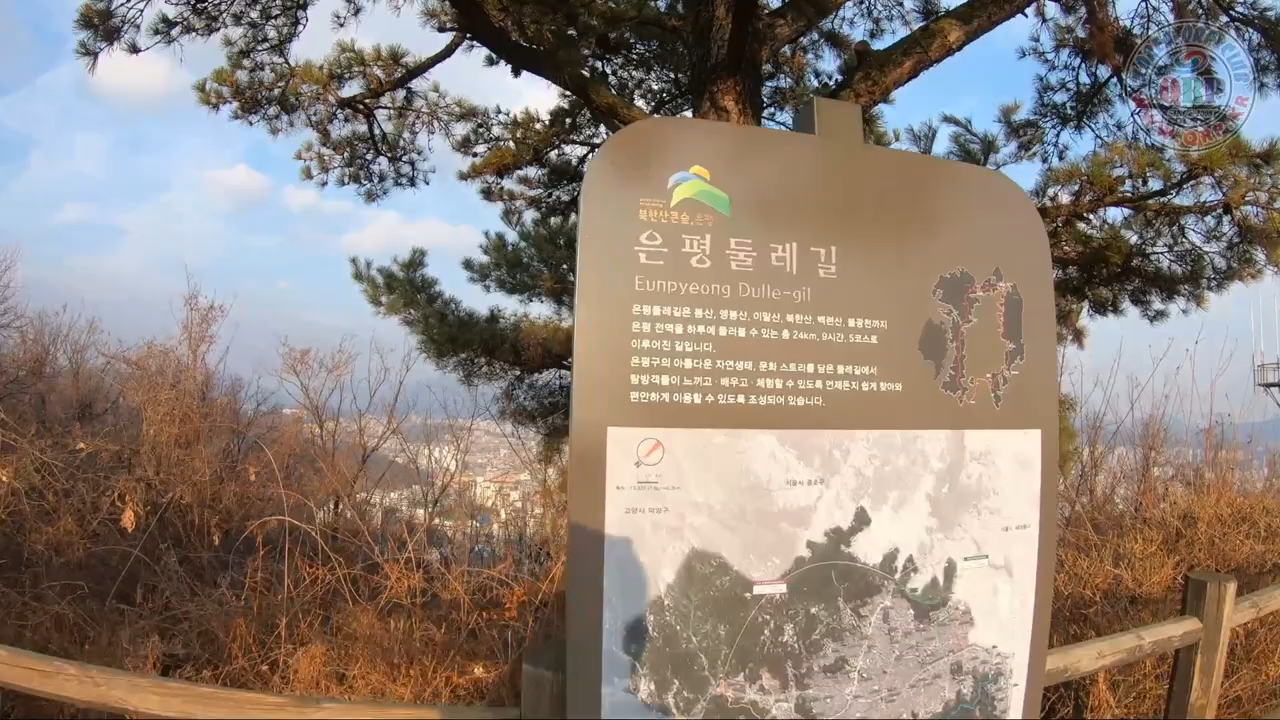 북한산큰숲, 은평
은평둘레길
Eunpyeong Dulle-gil
은평둘레길은 봉산, 앵봉산, 이말산, 북한산, 백련산, 불광천까지
은평 전역을 하루에 둘러볼 수 있는 총 24km, 9시간, 5코스로
이루어진 길입니다.
은평구의 아름다운 자연생태, 문화 스토리를 담은 둘레길에서
탐방객들이 느끼고 · 배우고 · 체험할 수 있도록 언제든지 쉽게 찾아와
편안하게 이용할 수 있도록 조성되어 있습니다.
서울시 종로구
고양시 덕양구